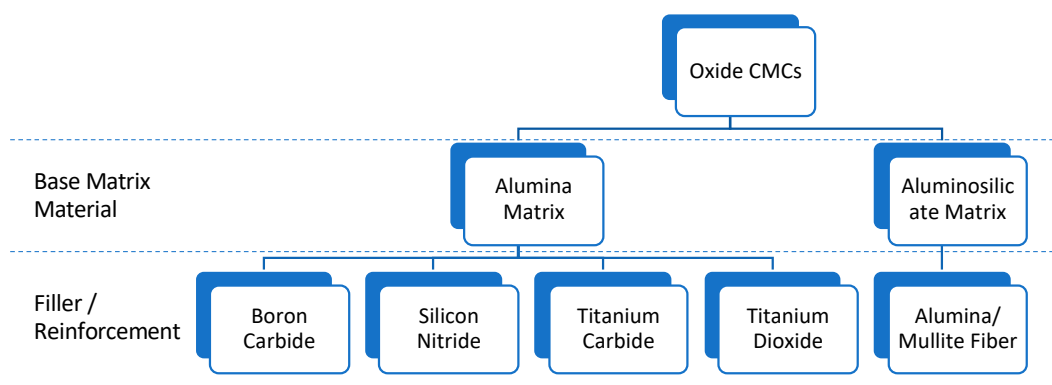 Oxide CMCs
Base Matrix
Material
Alumina
Matrix
Aluminosilic
ate Matrix
Filler /
Reinforcement
Boron
Carbide
Silicon
Nitride
Titanium
Carbide
Titanium
Dioxide
Alumina/
Mullite Fiber